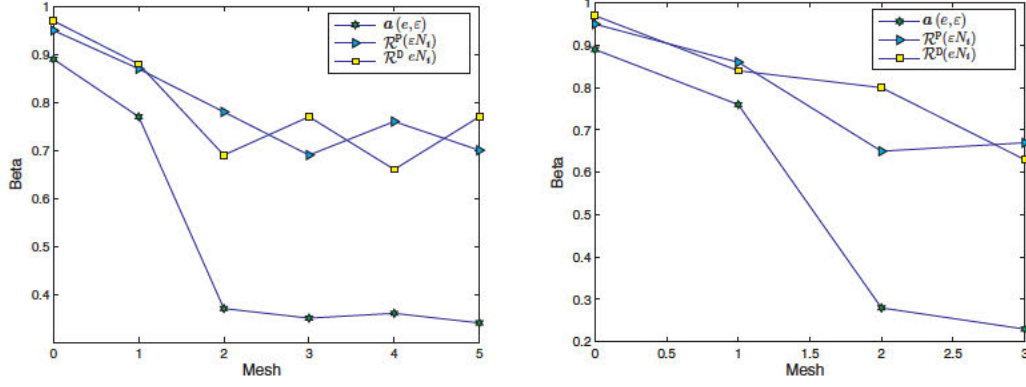 1
0.9
0.8
0.7
0.6
0.5
0.4
Beta
0 1 2 3 4 5
Mesh
a (e, ε)
R^P(εN_t)
R^D eN_t)
1
0.9
0.8
0.7
0.6
0.5
0.4
0.3
0.2
Beta
0 0.5 1 1.5 2 2.5 3
Mesh
a (e, ε)
R^P(εN_t)
R^D(eN_t)